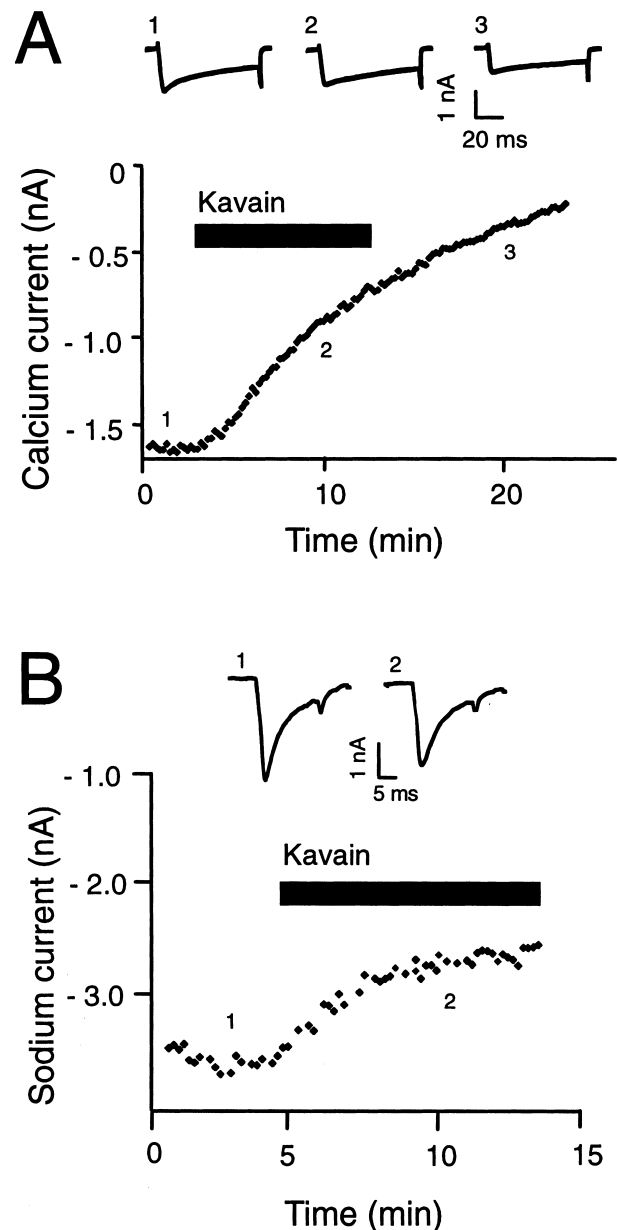 A
1 2 3
1 nA
20 ms
0
Kavain
- 0.5
3
- 1.0
2
1
- 1.5
Calcium current (nA)
0 10 20
Time (min)
B
1 2
1 nA
5 ms
- 1.0
Kavain
- 2.0
- 3.0
1 2
Sodium current (nA)
0 5 10 15
Time (min)